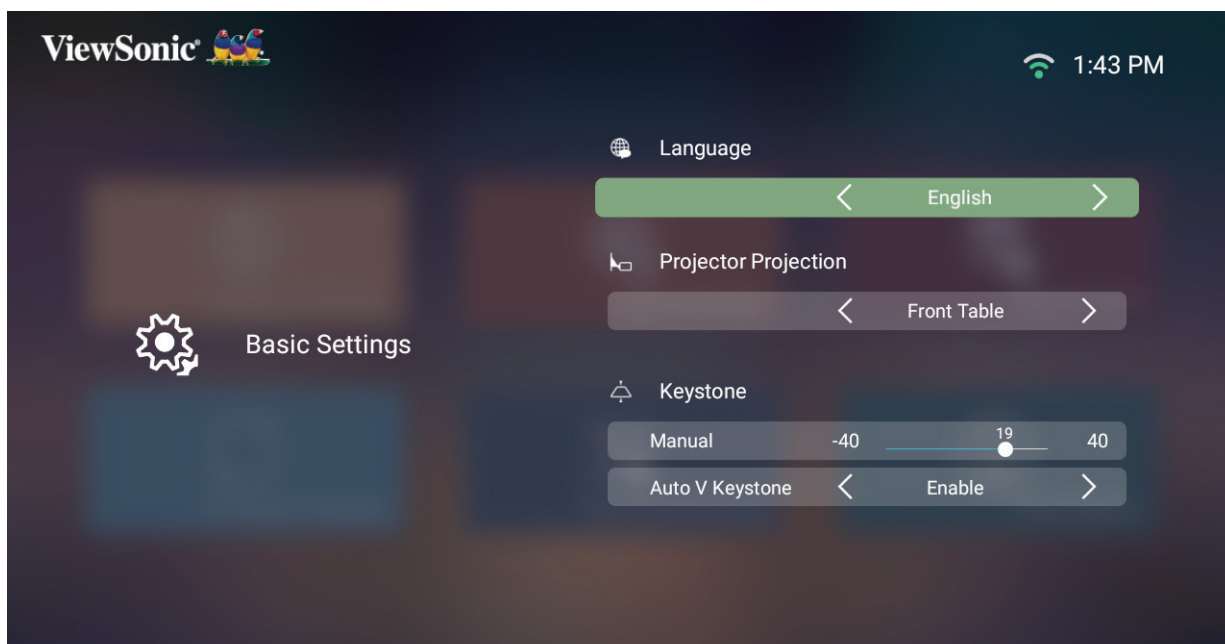 ViewSonic®
1:43 PM
Language
English
Projector Projection
Front Table
Basic Settings
Keystone
Manual -40 19 40
Auto V Keystone Enable